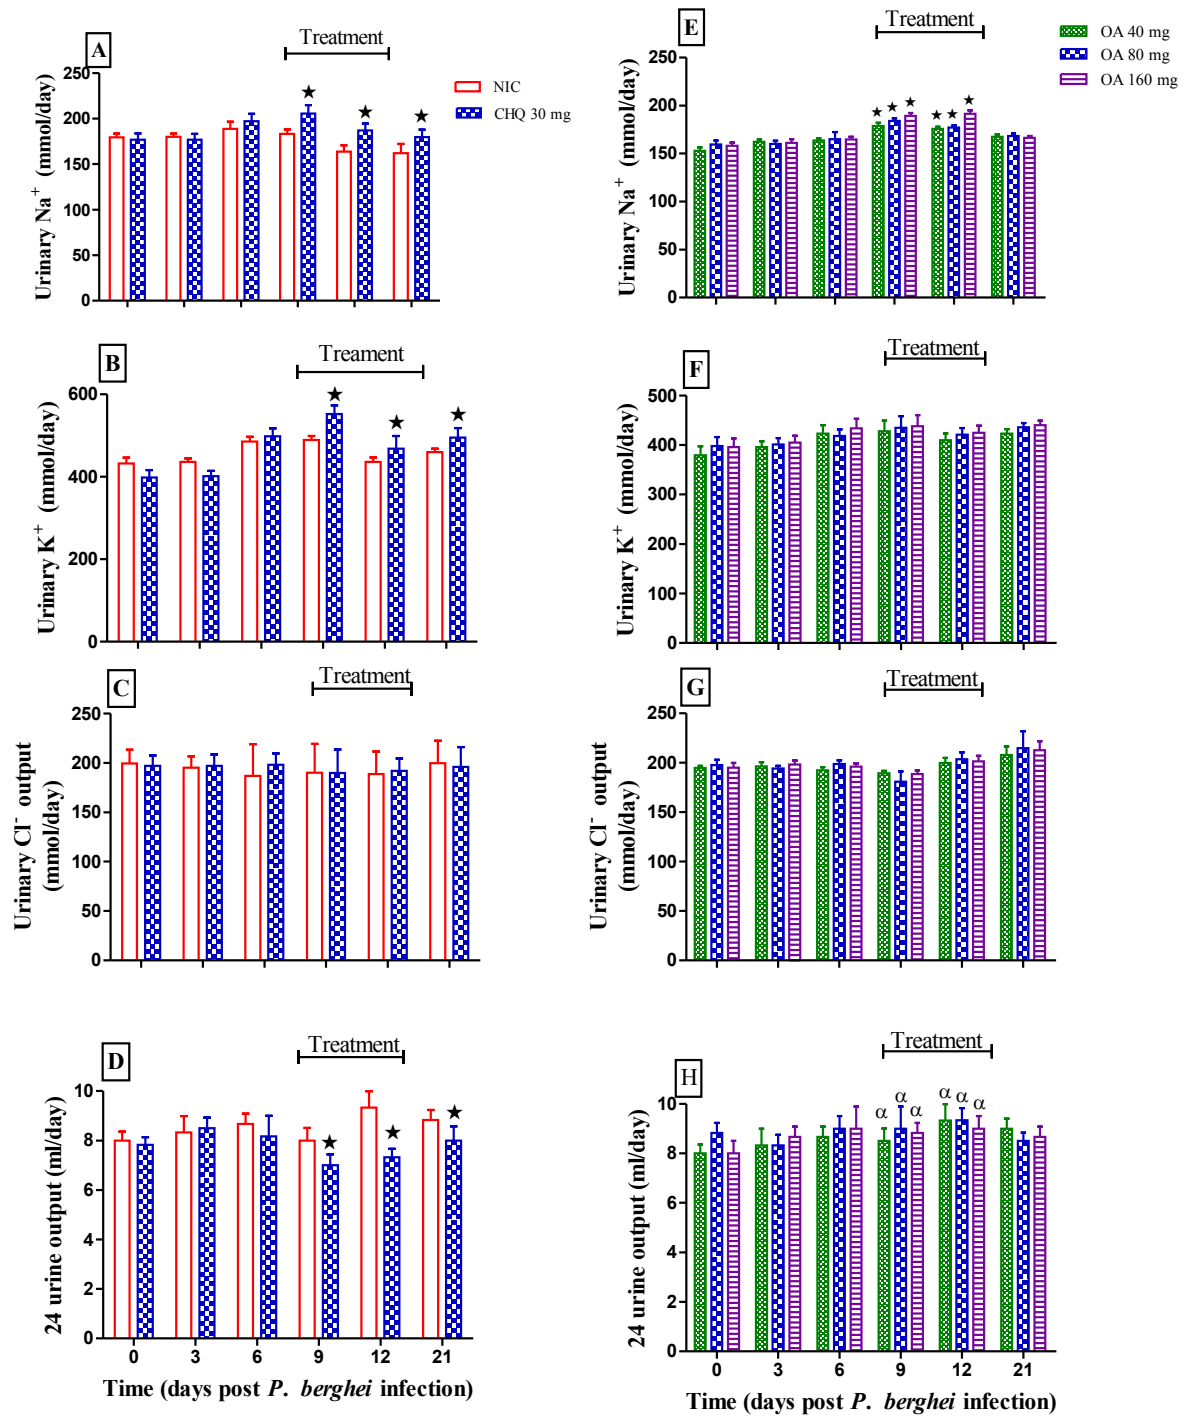 A
Treatment
NIC
CHQ 30 mg
Urinary Na+ (mmol/day)
250
200
150
100
50
0
★ ★ ★
B
Treament
Urinary K+ (mmol/day)
600
400
200
0
★ ★ ★
C
Treatment
Urinary Cl- output
(mmol/day)
250
200
150
100
50
0
D
Treatment
24 urine output (ml/day)
10
8
6
4
2
0
★ ★ ★
0 3 6 9 12 21
Time (days post P. berghei infection)
E
Treatment
OA 40 mg
OA 80 mg
OA 160 mg
Urinary Na+ (mmol/day)
250
200
150
100
50
0
★ ★ ★ ★ ★ ★
F
Treatment
Urinary K+ (mmol/day)
500
400
300
400
100
0
G
Treatment
Urinary Cl- output
(mmol/day)
250
200
150
100
50
0
H
Treatment
24 urine output (ml/day)
10
8
6
4
2
0
α α α α α α
0 3 6 9 12 21
Time (days post P. berghei infection)